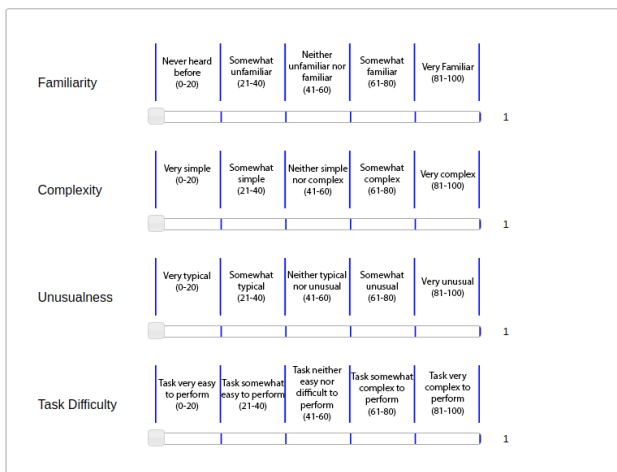 Familiarity
Never heard before (0-20)
Somewhat unfamiliar (21-40)
Neither unfamiliar nor familiar (41-60)
Somewhat familiar (61-80)
Very Familiar (81-100)
1
Complexity
Very simple (0-20)
Somewhat simple (21-40)
Neither simple nor complex (41-60)
Somewhat complex (61-80)
Very complex (81-100)
1
Unusualness
Very typical (0-20)
Somewhat typical (21-40)
Neither typical nor unusual (41-60)
Somewhat unusual (61-80)
Very unusual (81-100)
1
Task Difficulty
Task very easy to perform (0-20)
Task somewhat easy to perform (21-40)
Task neither easy nor difficult to perform (41-60)
Task somewhat complex to perform (61-80)
Task very complex to perform (81-100)
1